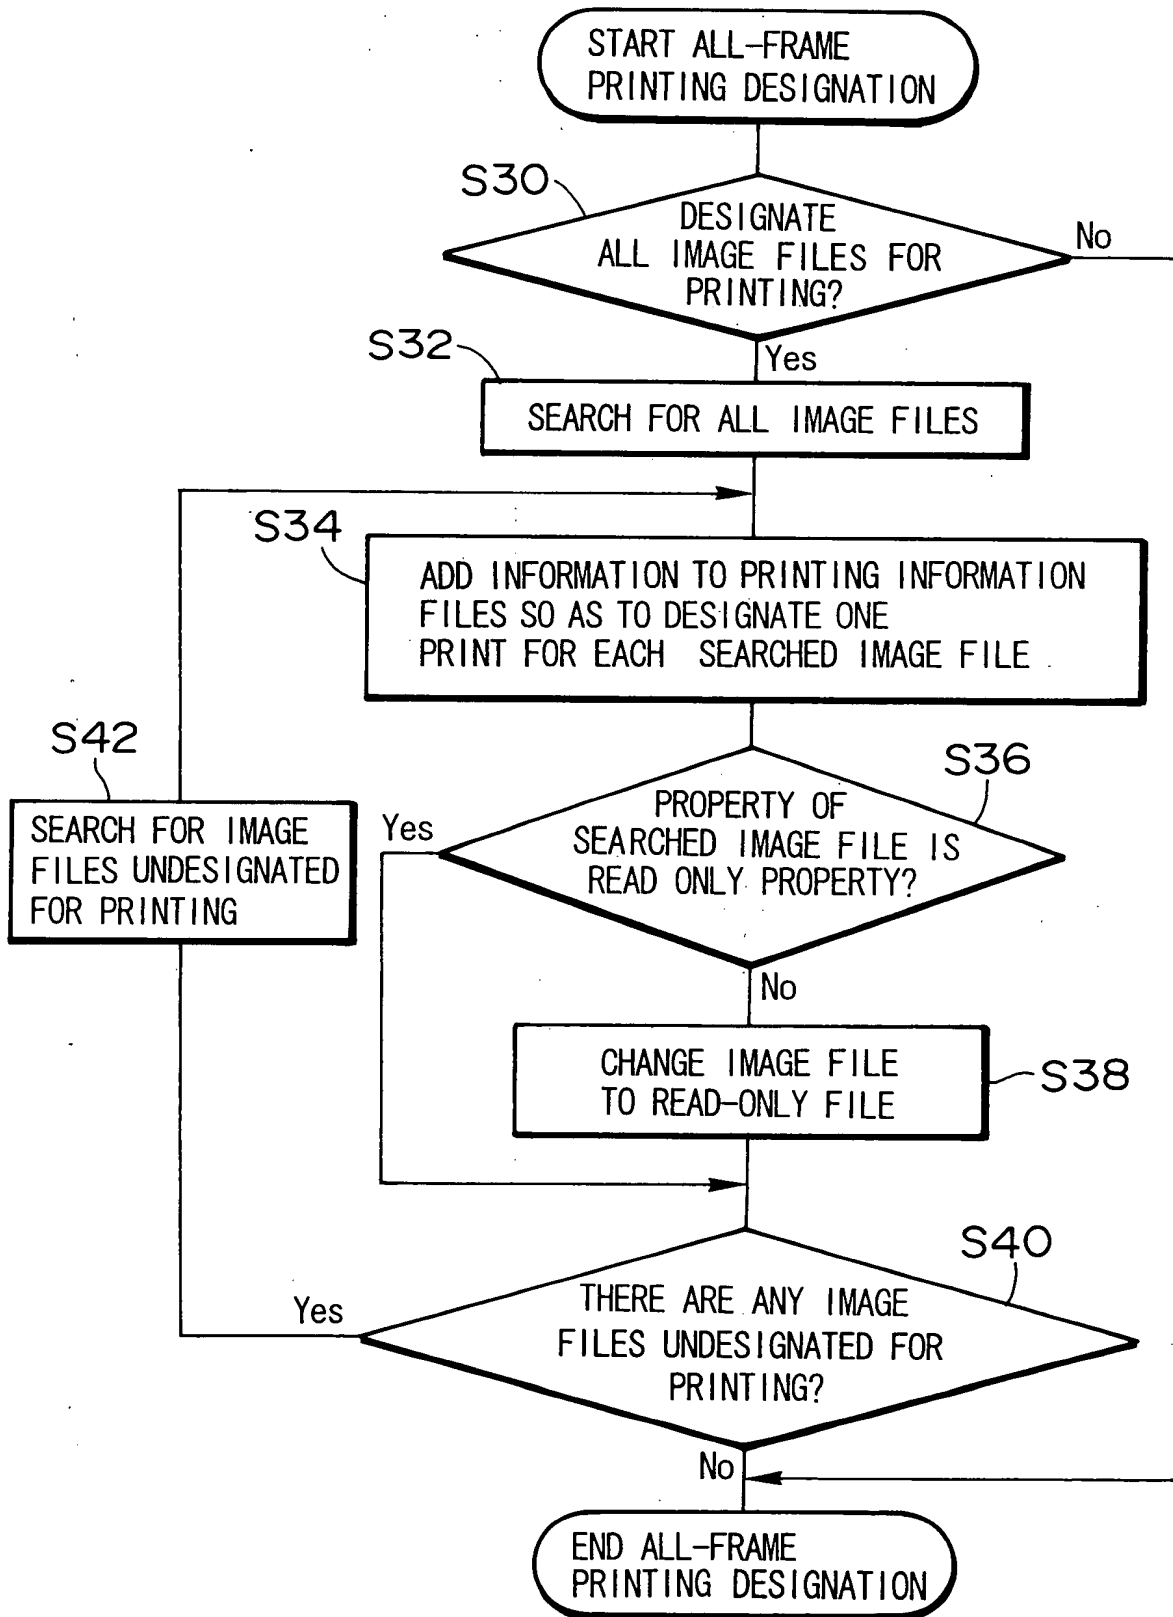 START ALL-FRAME
PRINTING DESIGNATION
S30
DESIGNATE
ALL IMAGE FILES FOR
PRINTING?
No
S32
Yes
SEARCH FOR ALL IMAGE FILES
S34
ADD INFORMATION TO PRINTING INFORMATION
FILES SO AS TO DESIGNATE ONE
PRINT FOR EACH SEARCHED IMAGE FILE
S42
SEARCH FOR IMAGE
FILES UNDESIGNATED
FOR PRINTING
S36
Yes
PROPERTY OF
SEARCHED IMAGE FILE IS
READ ONLY PROPERTY?
No
CHANGE IMAGE FILE
TO READ-ONLY FILE
S38
S40
Yes
THERE ARE ANY IMAGE
FILES UNDESIGNATED FOR
PRINTING?
No
END ALL-FRAME
PRINTING DESIGNATION